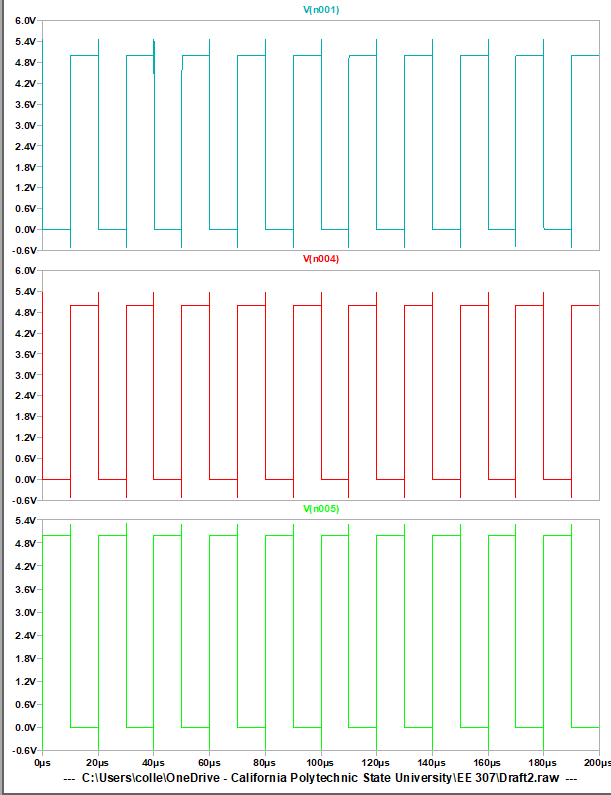 V(n001)
6.0V
5.4V
4.8V
4.2V
3.6V
3.0V
2.4V
1.8V
1.2V
0.6V
0.0V
-0.6V
V(n004)
6.0V
5.4V
4.8V
4.2V
3.6V
3.0V
2.4V
1.8V
1.2V
0.6V
0.0V
-0.6V
V(n005)
5.4V
4.8V
4.2V
3.6V
3.0V
2.4V
1.8V
1.2V
0.6V
0.0V
-0.6V
0µs 20µs 40µs 60µs 80µs 100µs 120µs 140µs 160µs 180µs 200µs
--- C:\Users\colle\OneDrive - California Polytechnic State University\EE 307\Draft2.raw ---